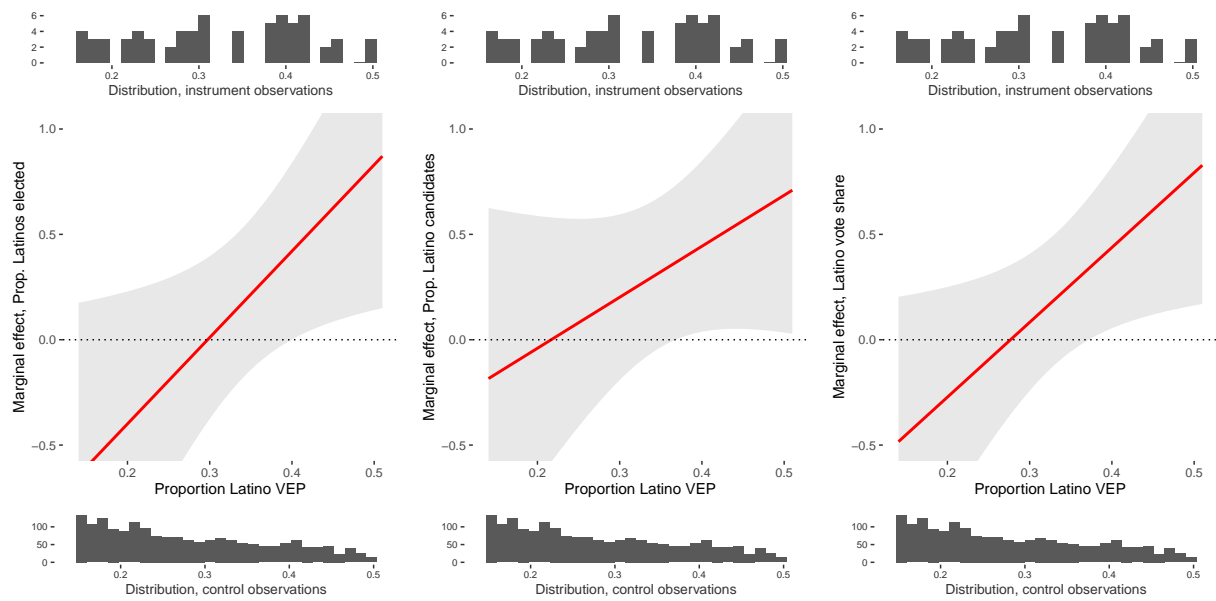 6
4
2
0
0.2 0.3 0.4 0.5
Distribution, instrument observations
Marginal effect, Prop. Latinos elected
1.0
0.5
0.0
−0.5
0.2 0.3 0.4 0.5
Proportion Latino VEP
100
50
0
0.2 0.3 0.4 0.5
Distribution, control observations
6
4
2
0
0.2 0.3 0.4 0.5
Distribution, instrument observations
Marginal effect, Prop. Latino candidates
1.0
0.5
0.0
−0.5
0.2 0.3 0.4 0.5
Proportion Latino VEP
100
50
0
0.2 0.3 0.4 0.5
Distribution, control observations
6
4
2
0
0.2 0.3 0.4 0.5
Distribution, instrument observations
Marginal effect, Latino vote share
1.0
0.5
0.0
−0.5
0.2 0.3 0.4 0.5
Proportion Latino VEP
100
50
0
0.2 0.3 0.4 0.5
Distribution, control observations